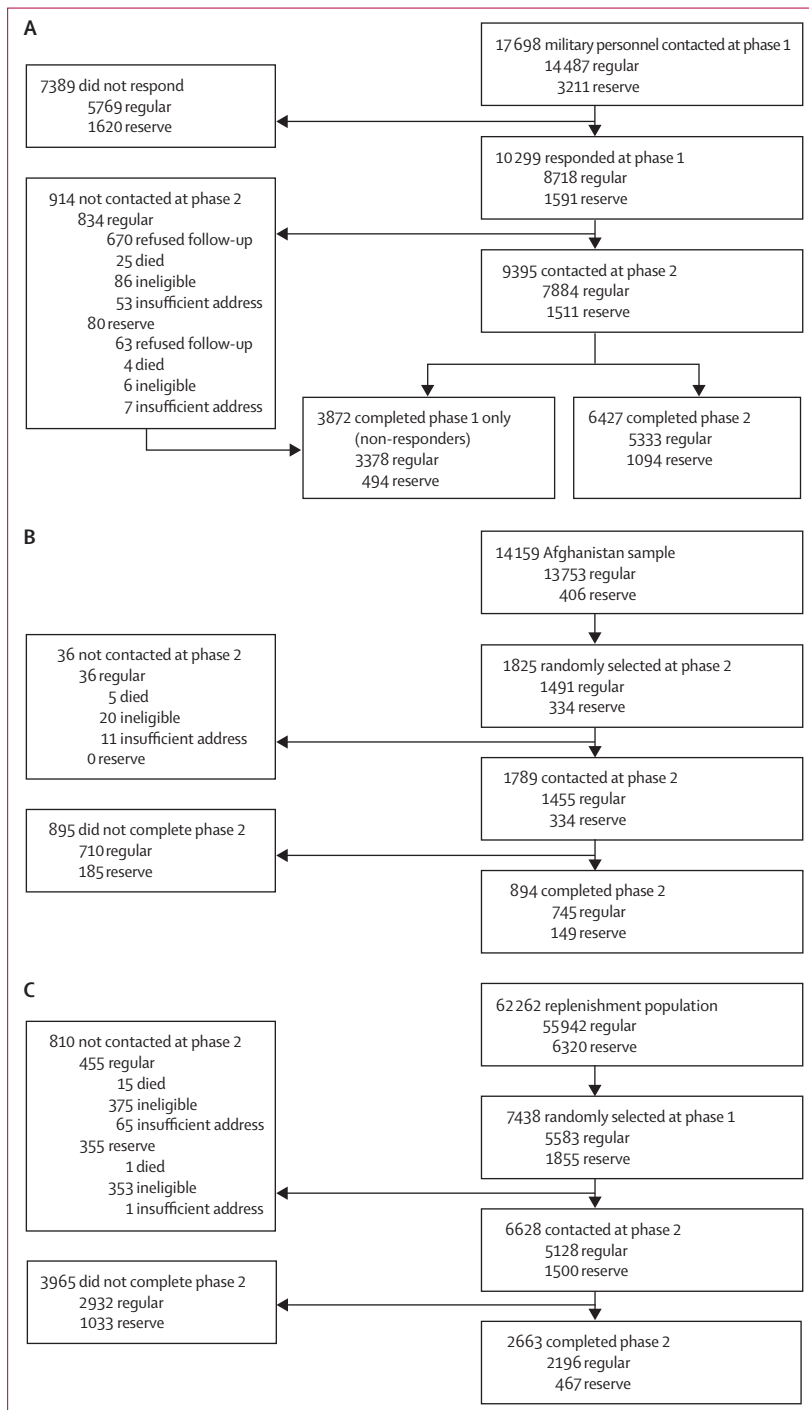 A
17698 military personnel contacted at phase 1
14487 regular
3211 reserve
7389 did not respond
5769 regular
1620 reserve
10299 responded at phase 1
8718 regular
1591 reserve
914 not contacted at phase 2
834 regular
670 refused follow-up
25 died
86 ineligible
53 insufficient address
80 reserve
63 refused follow-up
4 died
6 ineligible
7 insufficient address
9395 contacted at phase 2
7884 regular
1511 reserve
3872 completed phase 1 only
(non-responders)
3378 regular
494 reserve
6427 completed phase 2
5333 regular
1094 reserve
B
14159 Afghanistan sample
13753 regular
406 reserve
1825 randomly selected at phase 2
1491 regular
334 reserve
36 not contacted at phase 2
36 regular
5 died
20 ineligible
11 insufficient address
0 reserve
1789 contacted at phase 2
1455 regular
334 reserve
895 did not complete phase 2
710 regular
185 reserve
894 completed phase 2
745 regular
149 reserve
C
62262 replenishment population
55942 regular
6320 reserve
810 not contacted at phase 2
455 regular
15 died
375 ineligible
65 insufficient address
355 reserve
1 died
353 ineligible
1 insufficient address
7438 randomly selected at phase 1
5583 regular
1855 reserve
6628 contacted at phase 2
5128 regular
1500 reserve
3965 did not complete phase 2
2932 regular
1033 reserve
2663 completed phase 2
2196 regular
467 reserve